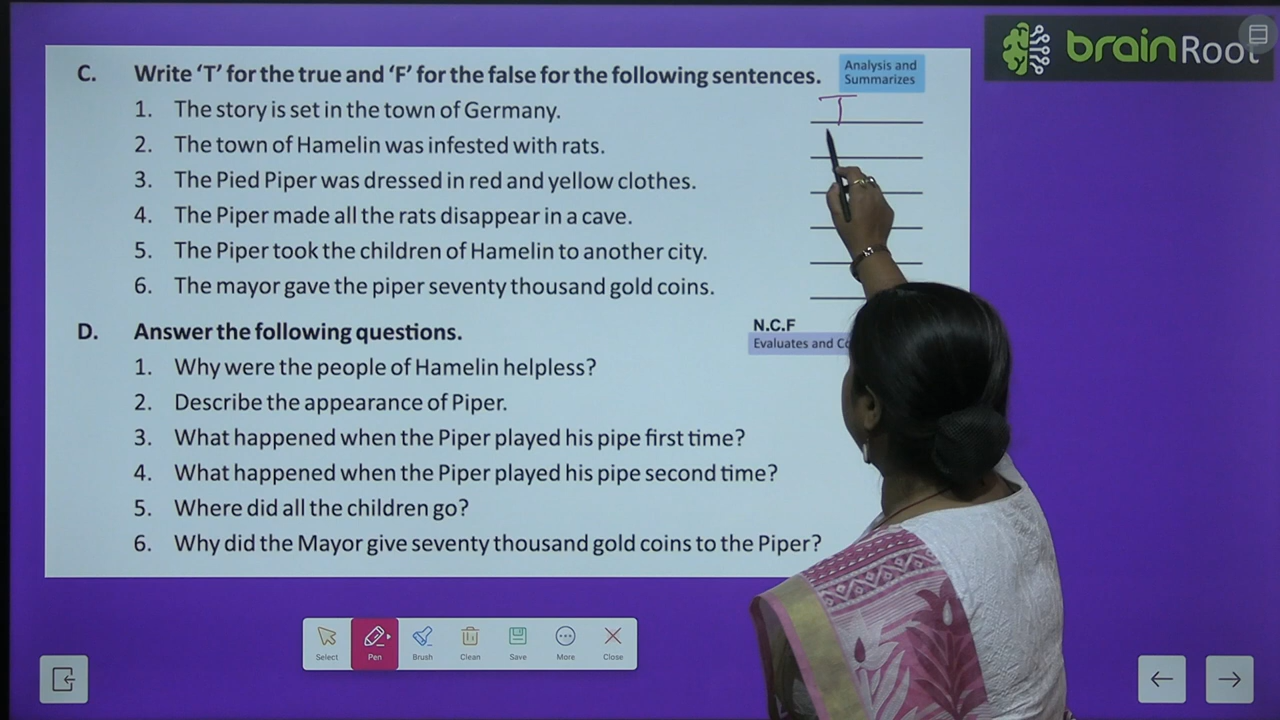 brainRoot
C. Write ‘T’ for the true and ‘F’ for the false for the following sentences.
Analysis and
Summarizes
1. The story is set in the town of Germany. T
2. The town of Hamelin was infested with rats.
3. The Pied Piper was dressed in red and yellow clothes.
4. The Piper made all the rats disappear in a cave.
5. The Piper took the children of Hamelin to another city.
6. The mayor gave the piper seventy thousand gold coins.
D. Answer the following questions.
N.C.F
Evaluates and
1. Why were the people of Hamelin helpless?
2. Describe the appearance of Piper.
3. What happened when the Piper played his pipe first time?
4. What happened when the Piper played his pipe second time?
5. Where did all the children go?
6. Why did the Mayor give seventy thousand gold coins to the Piper?
Select Pen Brush Clean Save More Close